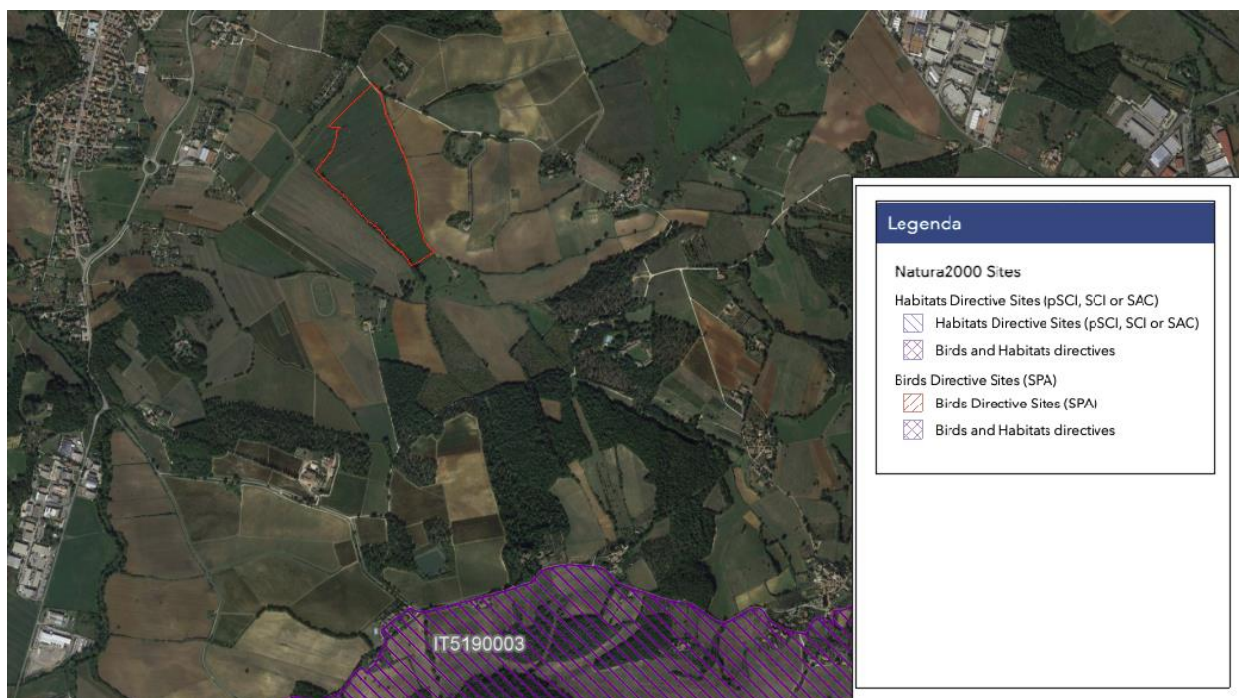 Legenda
Natura2000 Sites
Habitats Directive Sites (pSCI, SCI or SAC)
Habitats Directive Sites (pSCI, SCI or SAC)
Birds and Habitats directives
Birds Directive Sites (SPA)
Birds Directive Sites (SPA)
Birds and Habitats directives
IT5190003